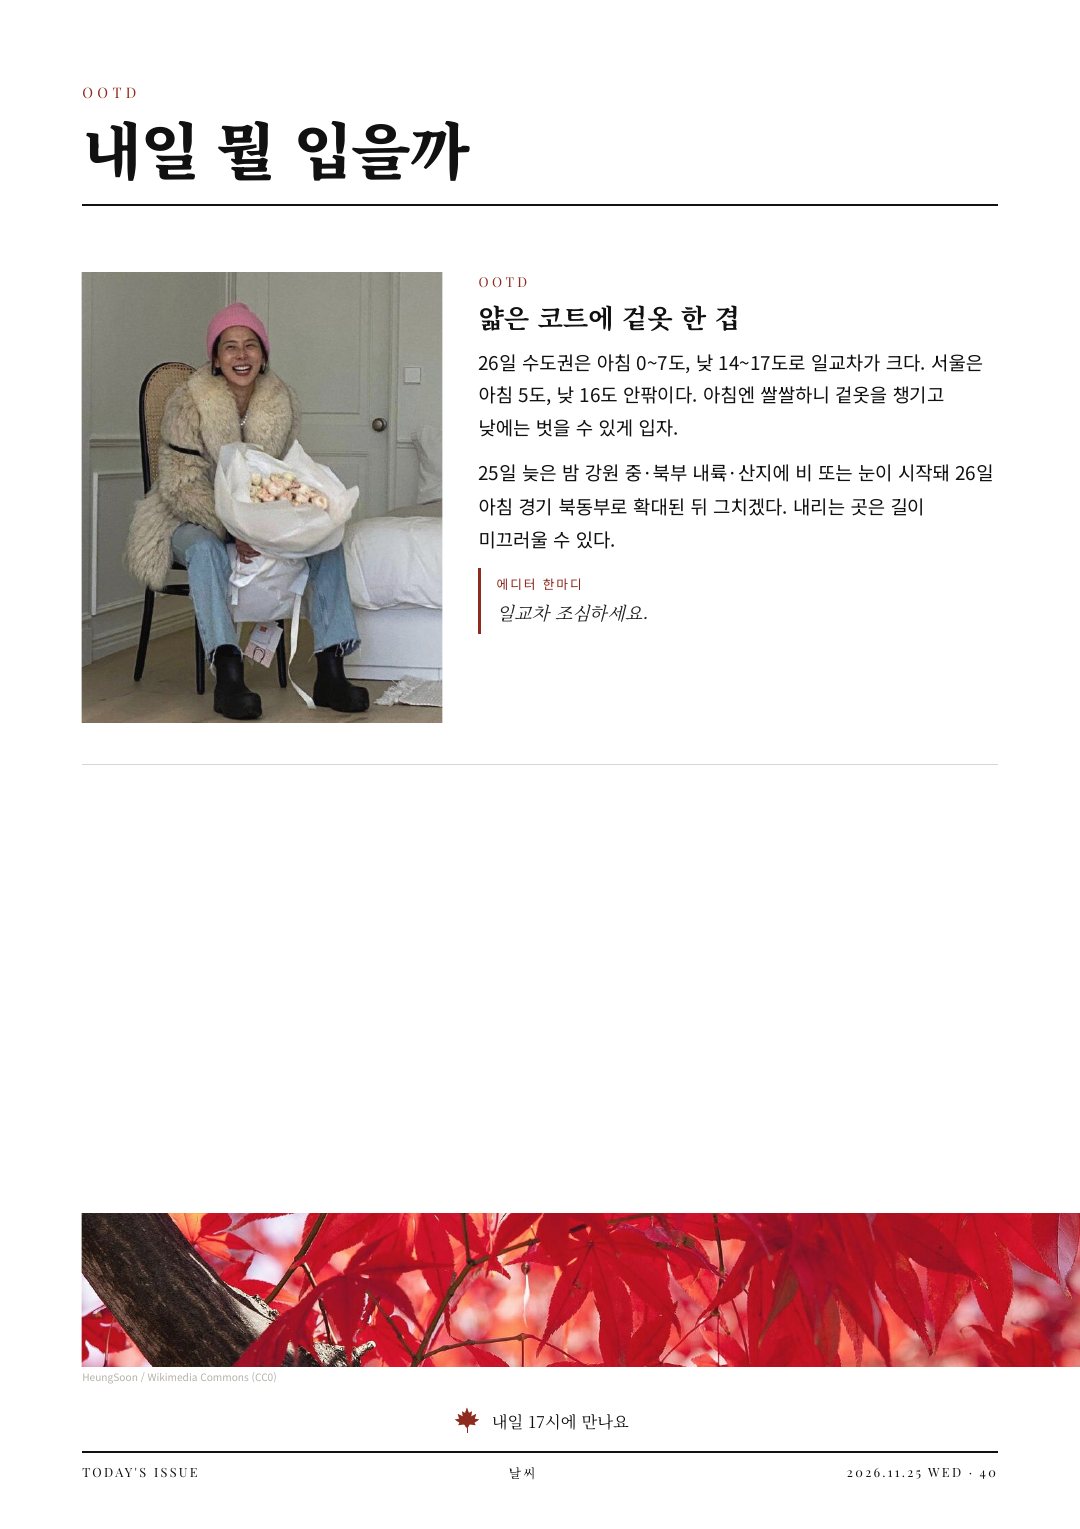 OOTD
내일 뭘 입을까
OOTD
얇은 코트에 겉옷 한 겹
26일 수도권은 아침 0~7도, 낮 14~17도로 일교차가 크다. 서울은
아침 5도, 낮 16도 안팎이다. 아침엔 쌀쌀하니 겉옷을 챙기고
낮에는 벗을 수 있게 입자.
25일 늦은 밤 강원 중·북부 내륙·산지에 비 또는 눈이 시작돼 26일
아침 경기 북동부로 확대된 뒤 그치겠다. 내리는 곳은 길이
미끄러울 수 있다.
에디터 한마디
일교차 조심하세요.
HeungSoon / Wikimedia Commons (CC0)
내일 17시에 만나요
TODAY'S ISSUE
날씨
2026.11.25 WED · 40